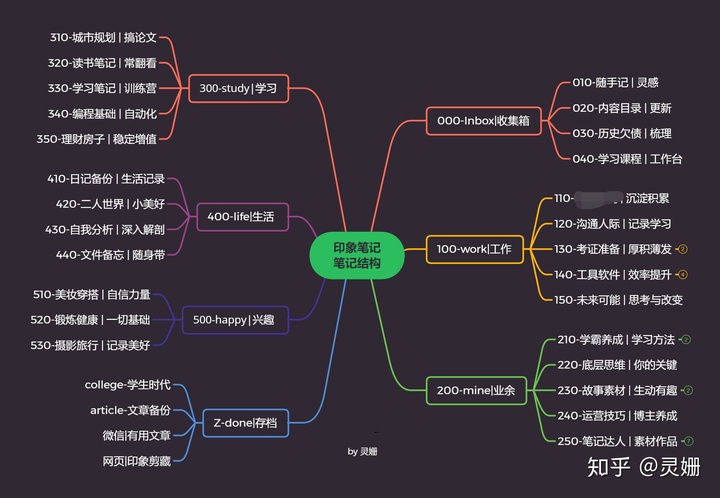 印象笔记
笔记结构
000-Inbox|收集箱
010-随手记 | 灵感
020-内容目录 | 更新
030-历史欠债 | 梳理
040-学习课程 | 工作台
100-work|工作
110-
| 沉淀积累
120-沟通人际 | 记录学习
130-考证准备 | 厚积薄发 2
140-工具软件 | 效率提升 4
150-未来可能 | 思考与改变
200-mine|业余
210-学霸养成 | 学习方法 2
220-底层思维 | 你的关键
230-故事素材 | 生动有趣 2
240-运营技巧 | 博主养成
250-笔记达人 | 素材作品 7
300-study | 学习
310-城市规划 | 搞论文
320-读书笔记 | 常翻看
330-学习笔记 | 训练营
340-编程基础 | 自动化
350-理财房子 | 稳定增值
400-life|生活
410-日记备份 | 生活记录
420-二人世界 | 小美好
430-自我分析 | 深入解剖
440-文件备忘 | 随身带
500-happy | 兴趣
510-美妆穿搭 | 自信力量
520-锻炼健康 | 一切基础
530-摄影旅行 | 记录美好
Z-done|存档
college-学生时代
article-文章备份
微信|有用文章
网页|印象剪藏
by 灵姗
知乎 @灵姗